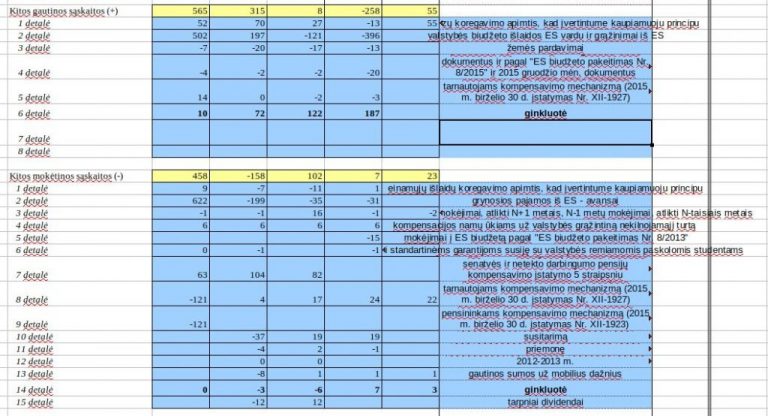 Kitos gautinos sąskaitos (+) 565 315 8 -258 55
1 detalė 52 70 27 -13 55 zų koregavimo apimtis, kad įvertintume kaupiamuoju principu
2 detalė 502 197 -121 -396 valstybės biudžeto išlaidos ES vardu ir grąžinimai iš ES
3 detalė -7 -20 -17 -13 žemės pardavimai
dokumentus ir pagal "ES biudžeto pakeitimas Nr.
4 detalė -4 -2 -2 -20 8/2015" ir 2015 gruodžio mėn. dokumentus
tarnautojams kompensavimo mechanizmą (2015
5 detalė 14 0 -2 -3 m. birželio 30 d. įstatymas Nr. XII-1927)
6 detalė 10 72 122 187 ginkluotė
7 detalė
8 detalė
Kitos mokėtinos sąskaitos (-) 458 -158 102 7 23
1 detalė 9 -7 -11 1 einamųjų išlaidų koregavimo apimtis, kad įvertintume kaupiamuoju principu
2 detalė 622 -199 -35 -31 grynosios pajamos iš ES - avansai
3 detalė -1 -1 16 -1 -2 mokėjimai, atlikti N+1 metais, N-1 metų mokėjimai, atlikti N-taisiais metais
4 detalė 6 6 6 6 kompensacijos namų ūkiams už valstybės grąžintiną nekilnojamąjį turtą
5 detalė -15 mokėjimai į ES biudžetą pagal "ES biudžeto pakeitimas Nr. 8/2013"
6 detalė 0 -1 -1 standartinėms garantijoms susiję su valstybės remiamomis paskolomis studentams
senatvės ir netekto darbingumo pensijų
7 detalė 63 104 82 kompensavimo įstatymo 5 straipsniu
tarnautojams kompensavimo mechanizmą (2015
8 detalė -121 4 17 24 22 m. birželio 30 d. įstatymas Nr. XII-1927)
pensininkams kompensavimo mechanizmą (2015
9 detalė -121 m. birželio 30 d. įstatymas Nr. XII-1923)
10 detalė -37 19 19 susitarimą
11 detalė -4 2 -1 priemonę
12 detalė 0 0 2012-2013 m.
13 detalė -8 1 1 1 gautinos sumos už mobilius dažnius
14 detalė 0 -3 -6 7 3 ginkluotė
15 detalė -12 12 tarpniai dividendai